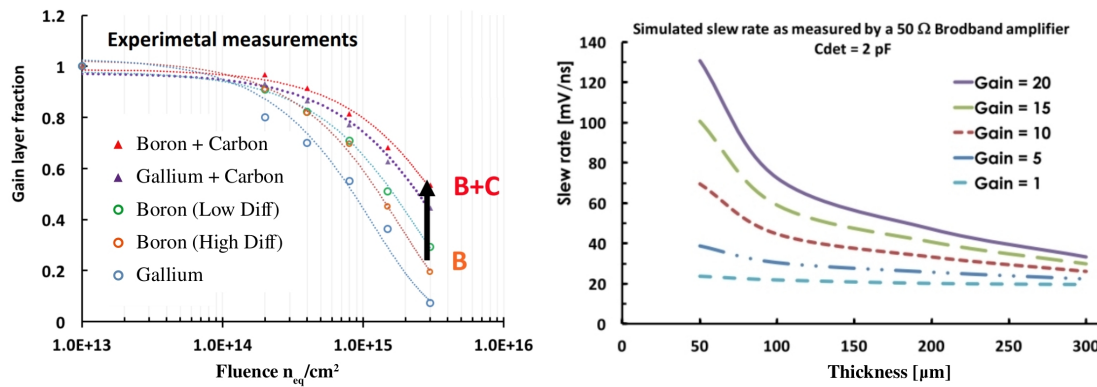 Experimetal measurements
Gain layer fraction
1.2
1
0.8
0.6
0.4
0.2
0
Boron + Carbon
Gallium + Carbon
Boron (Low Diff)
Boron (High Diff)
Gallium
B+C
B
1.0E+13
1.0E+14
1.0E+15
1.0E+16
Fluence neq/cm²
Simulated slew rate as measured by a 50 Ω Brodband amplifier
Cdet = 2 pF
Slew rate [mV/ns]
140
120
100
80
60
40
20
0
Gain = 20
Gain = 15
Gain = 10
Gain = 5
Gain = 1
0
50
100
150
200
250
300
Thickness [μm]